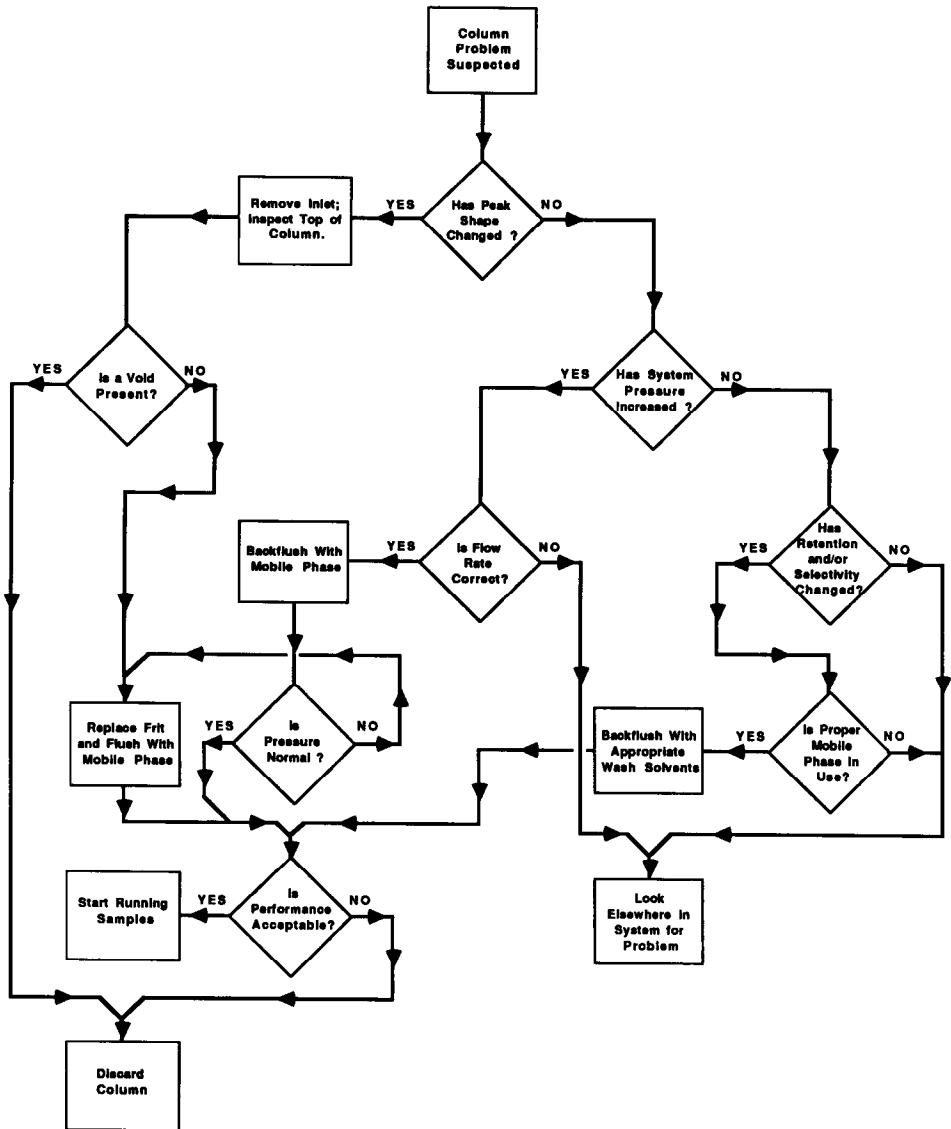 Column
Problem
Suspected
Has Peak
Shape
Changed ?
YES
NO
Remove Inlet;
Inspect Top of
Column.
Is a Void
Present?
YES
NO
Has System
Pressure
Increased ?
YES
NO
Is Flow
Rate
Correct?
YES
NO
Backflush With
Mobile Phase
Has
Retention
and/or
Selectivity
Changed?
YES
NO
Is
Pressure
Normal ?
YES
NO
Replace Frit
and Flush With
Mobile Phase
Is Proper
Mobile
Phase in
Use?
YES
NO
Backflush With
Appropriate
Wash Solvents
Is
Performance
Acceptable?
YES
NO
Start Running
Samples
Look
Elsewhere in
System for
Problem
Discard
Column